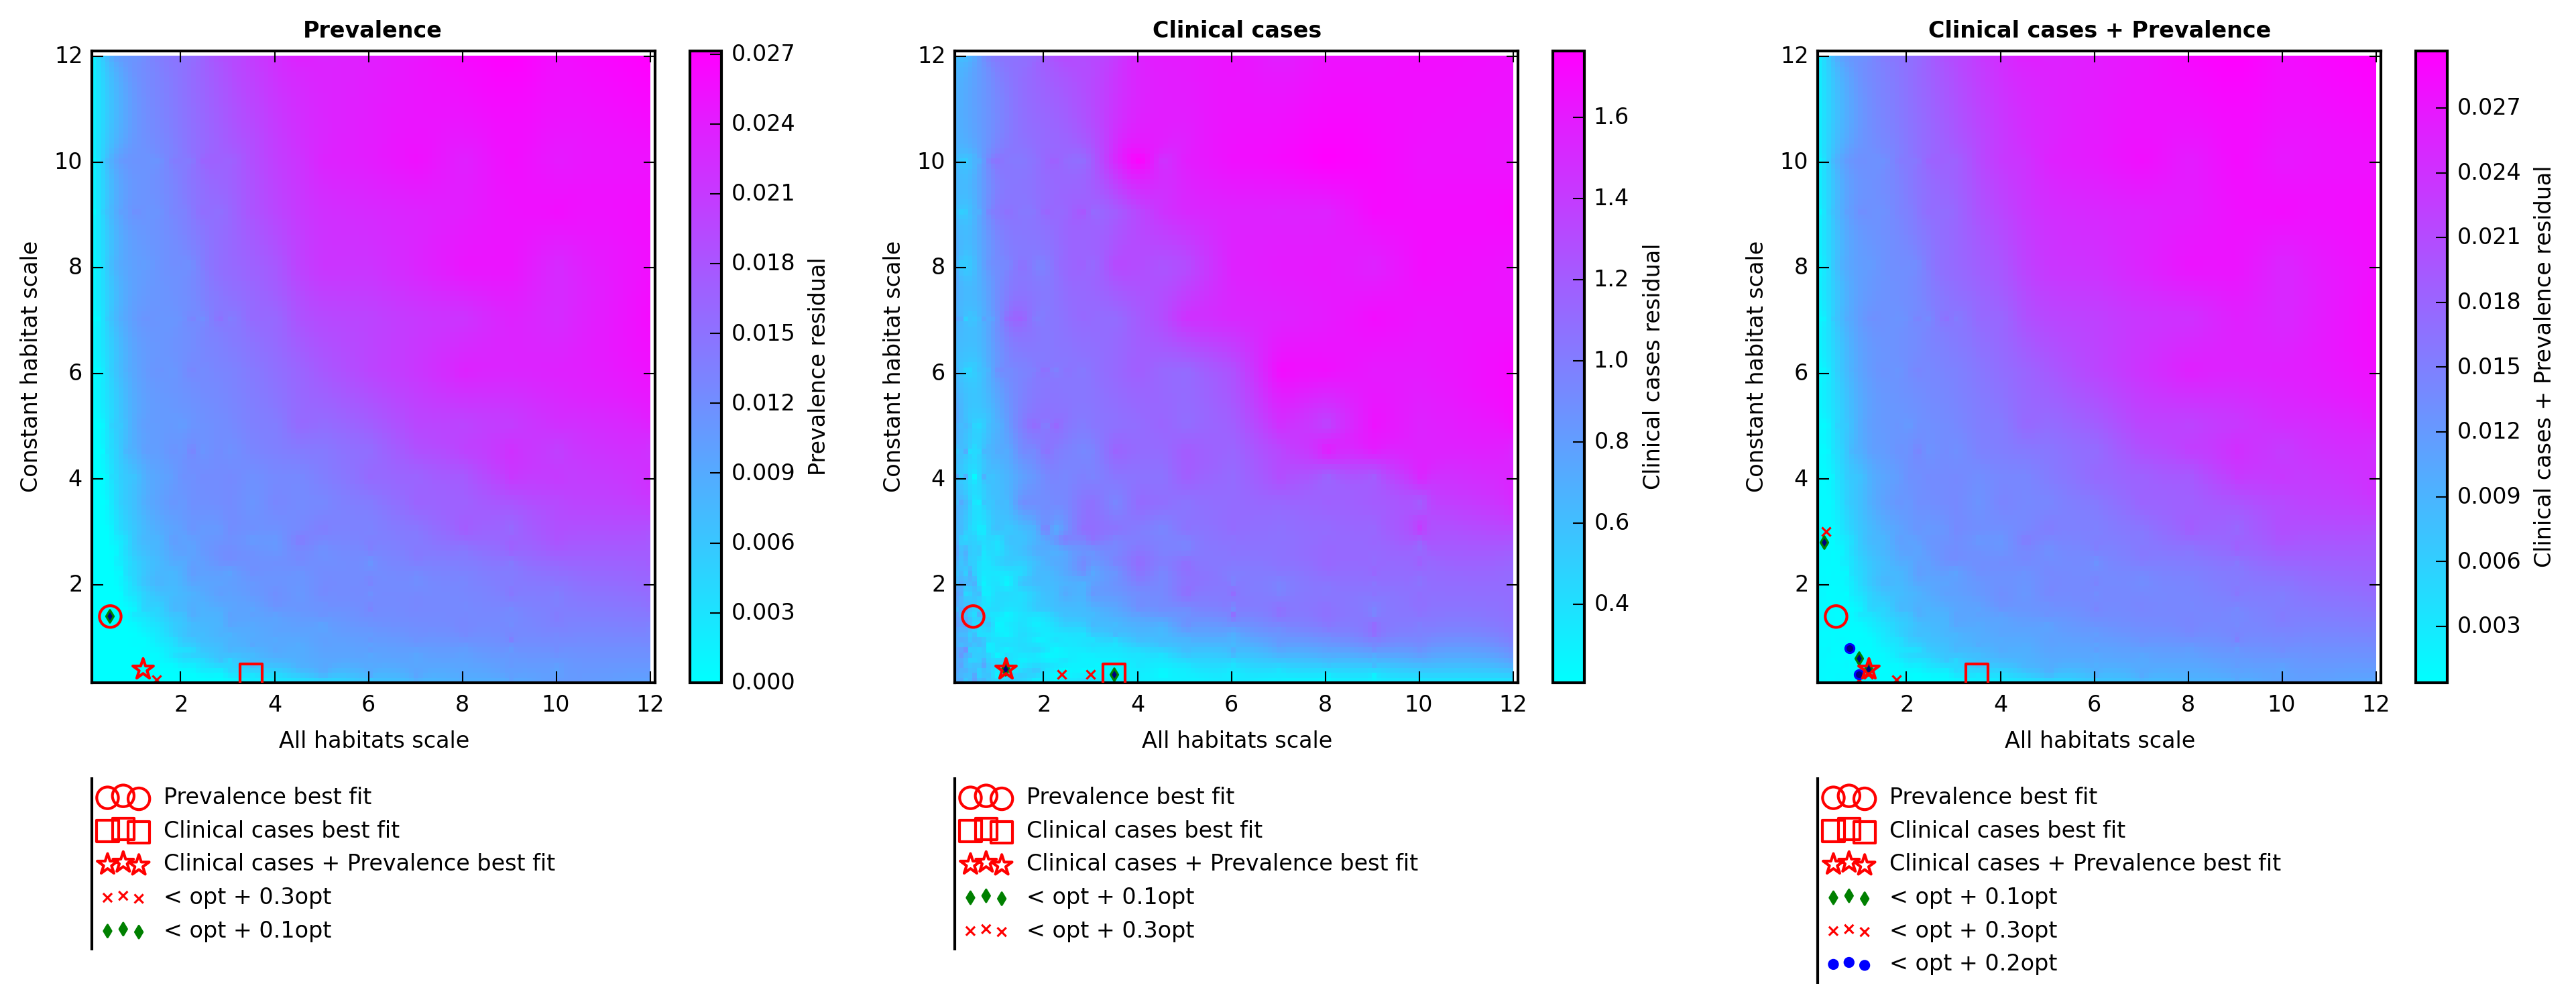 Prevalence
12
10
8
6
4
2
2 4 6 8 10 12
Constant habitat scale
All habitats scale
0.027
0.024
0.021
0.018
0.015
0.012
0.009
0.006
0.003
0.000
Prevalence residual
Prevalence best fit
Clinical cases best fit
Clinical cases + Prevalence best fit
< opt + 0.3opt
< opt + 0.1opt
Clinical cases
12
10
8
6
4
2
2 4 6 8 10 12
Constant habitat scale
All habitats scale
1.6
1.4
1.2
1.0
0.8
0.6
0.4
Clinical cases residual
Prevalence best fit
Clinical cases best fit
Clinical cases + Prevalence best fit
< opt + 0.1opt
< opt + 0.3opt
Clinical cases + Prevalence
12
10
8
6
4
2
2 4 6 8 10 12
Constant habitat scale
All habitats scale
0.027
0.024
0.021
0.018
0.015
0.012
0.009
0.006
0.003
Clinical cases + Prevalence residual
Prevalence best fit
Clinical cases best fit
Clinical cases + Prevalence best fit
< opt + 0.1opt
< opt + 0.3opt
< opt + 0.2opt